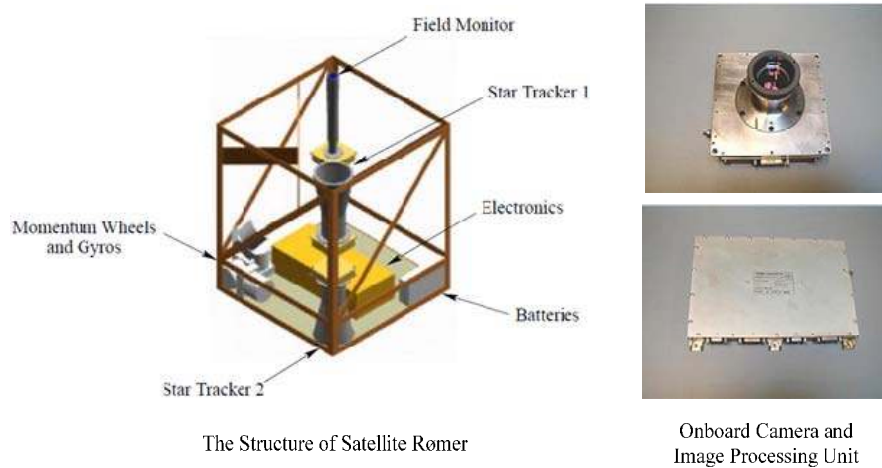 Field Monitor
Star Tracker 1
Electronics
Momentum Wheels
and Gyros
Batteries
Star Tracker 2
The Structure of Satellite Rømer
Onboard Camera and
Image Processing Unit